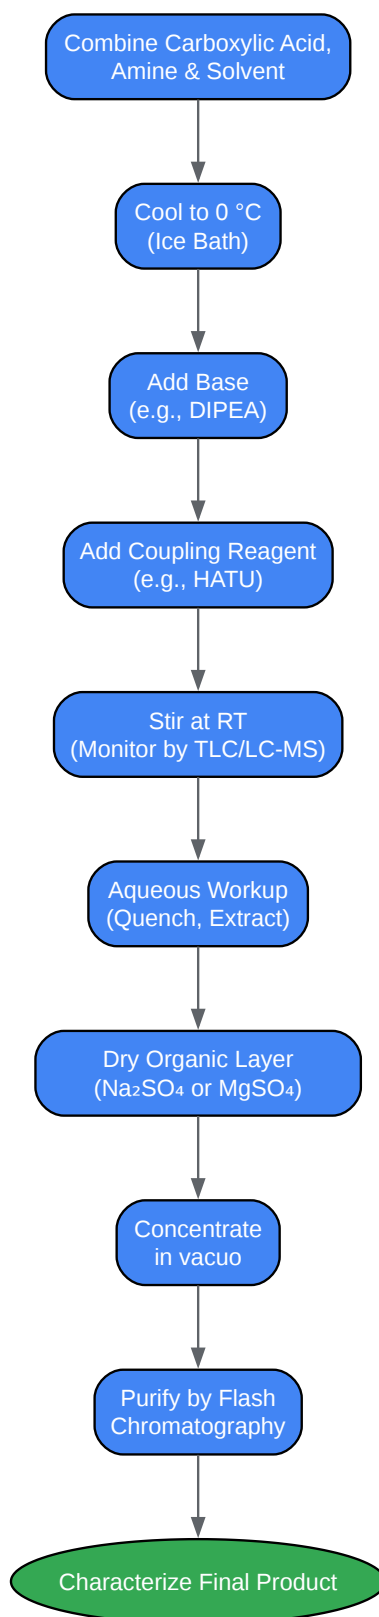 Combine Carboxylic Acid,
Amine & Solvent
Cool to 0 °C
(Ice Bath)
Add Base
(e.g., DIPEA)
Add Coupling Reagent
(e.g., HATU)
Stir at RT
(Monitor by TLC/LC-MS)
Aqueous Workup
(Quench, Extract)
Dry Organic Layer
(Na₂SO₄ or MgSO₄)
Concentrate
in vacuo
Purify by Flash
Chromatography
Characterize Final Product